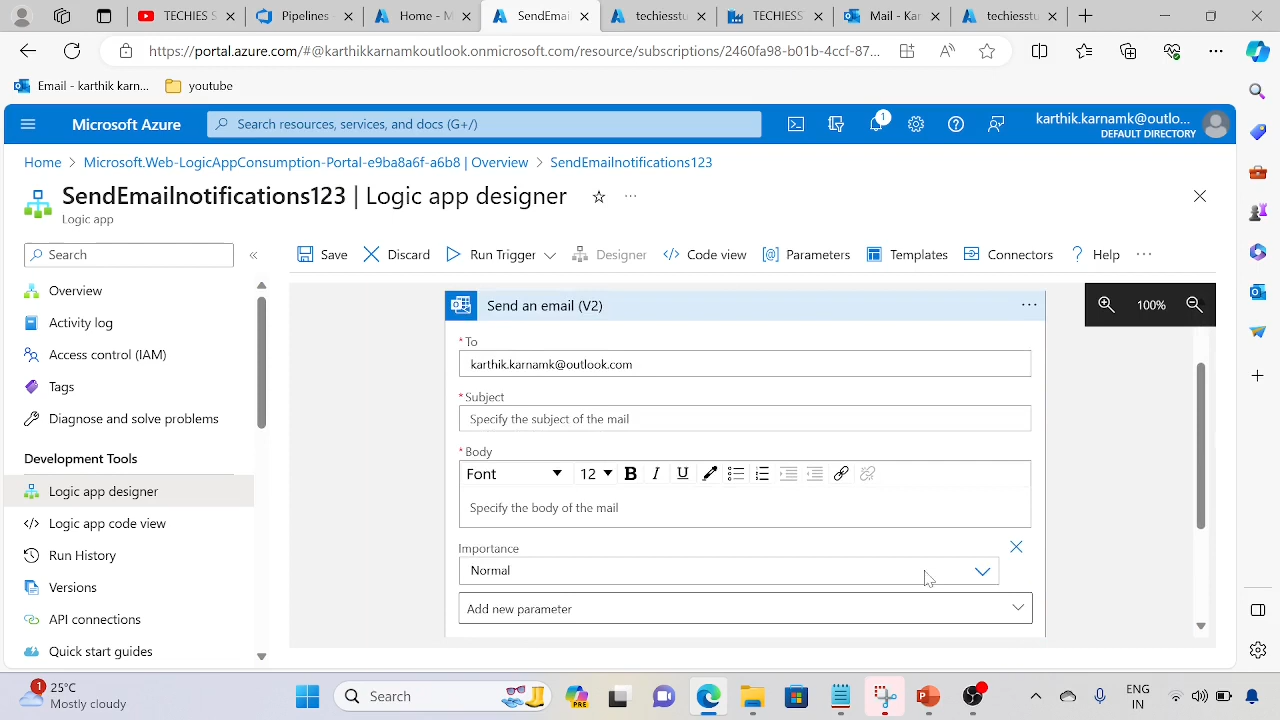 TECHIES S
Pipelines -
Home - M
SendEmai
techiesstu
TECHIESS
Mail - Kar
techiesstu
https://portal.azure.com/#@karthikkarnamkoutlook.onmicrosoft.com/resource/subscriptions/2460fa98-b01b-4ccf-87...
Email - karthik karn...
youtube
Microsoft Azure
Search resources, services, and docs (G+/)
1
karthik.karnamk@outlo...
DEFAULT DIRECTORY
Home > Microsoft.Web-LogicAppConsumption-Portal-e9ba8a6f-a6b8 | Overview > SendEmailnotifications123
SendEmailnotifications123 | Logic app designer
Logic app
Search
Save
Discard
Run Trigger
Designer
Code view
Parameters
Templates
Connectors
Help
Overview
Activity log
Access control (IAM)
Tags
Diagnose and solve problems
Development Tools
Logic app designer
Logic app code view
Run History
Versions
API connections
Quick start guides
Send an email (V2)
100%
* To
karthik.karnamk@outlook.com
* Subject
Specify the subject of the mail
* Body
Font
12
B I U
Specify the body of the mail
Importance
Normal
Add new parameter
1
25°C
Mostly cloudy
Search
PRE
ENG
IN